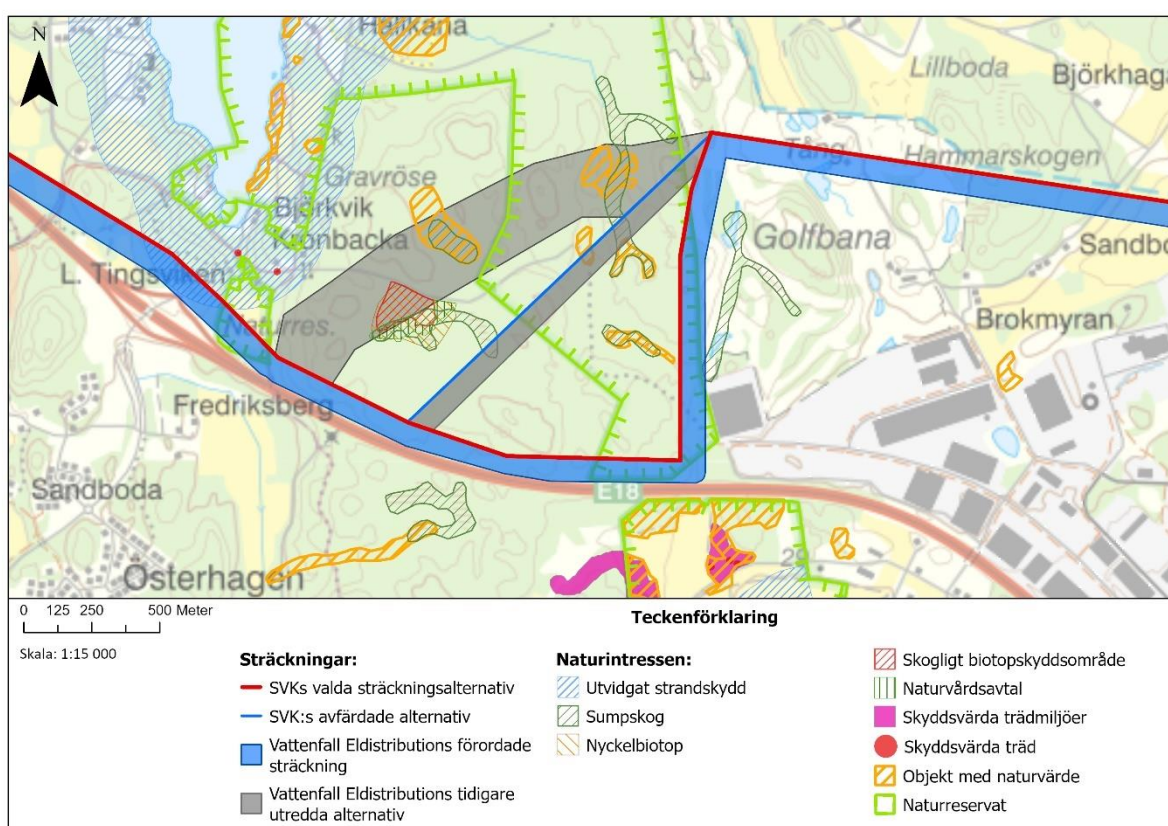 N
Hallkana
Lillboda
Björkhaga
Gravröse
Tång.
Hammarskogen
Björkvik
Kronbacka
Golfbana
Sandbo
L. Tingsviken
Naturres.
Brokmyran
Fredriksberg
E18
Sandboda
29
Österhagen
0 125 250 500 Meter
Skala: 1:15 000
Teckenförklaring
Sträckningar:
SVKs valda sträckningsalternativ
SVK:s avfärdade alternativ
Vattenfall Eldistributions förordade
sträckning
Vattenfall Eldistributions tidigare
utredda alternativ
Naturintressen:
Utvidgat strandskydd
Sumpskog
Nyckelbiotop
Skogligt biotopskyddsområde
Naturvårdsavtal
Skyddsvärda trädmiljöer
Skyddsvärda träd
Objekt med naturvärde
Naturreservat